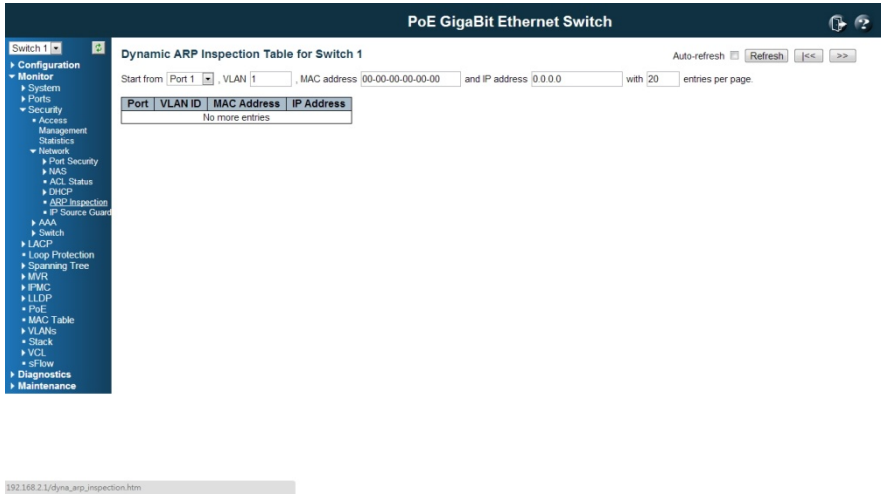 PoE GigaBit Ethernet Switch
Switch 1
Configuration
Monitor
System
Ports
Security
Access
Management
Statistics
Network
Port Security
NAS
ACL Status
DHCP
ARP Inspection
IP Source Guard
AAA
Switch
LACP
Loop Protection
Spanning Tree
MVR
IPMC
LLDP
PoE
MAC Table
VLANs
Stack
VCL
sFlow
Diagnostics
Maintenance
Dynamic ARP Inspection Table for Switch 1
Auto-refresh Refresh |<< >>
Start from Port 1 , VLAN 1 , MAC address 00-00-00-00-00-00 and IP address 0.0.0.0 with 20 entries per page.
Port VLAN ID MAC Address IP Address
No more entries
192.168.2.1/dyna_arp_inspection.htm